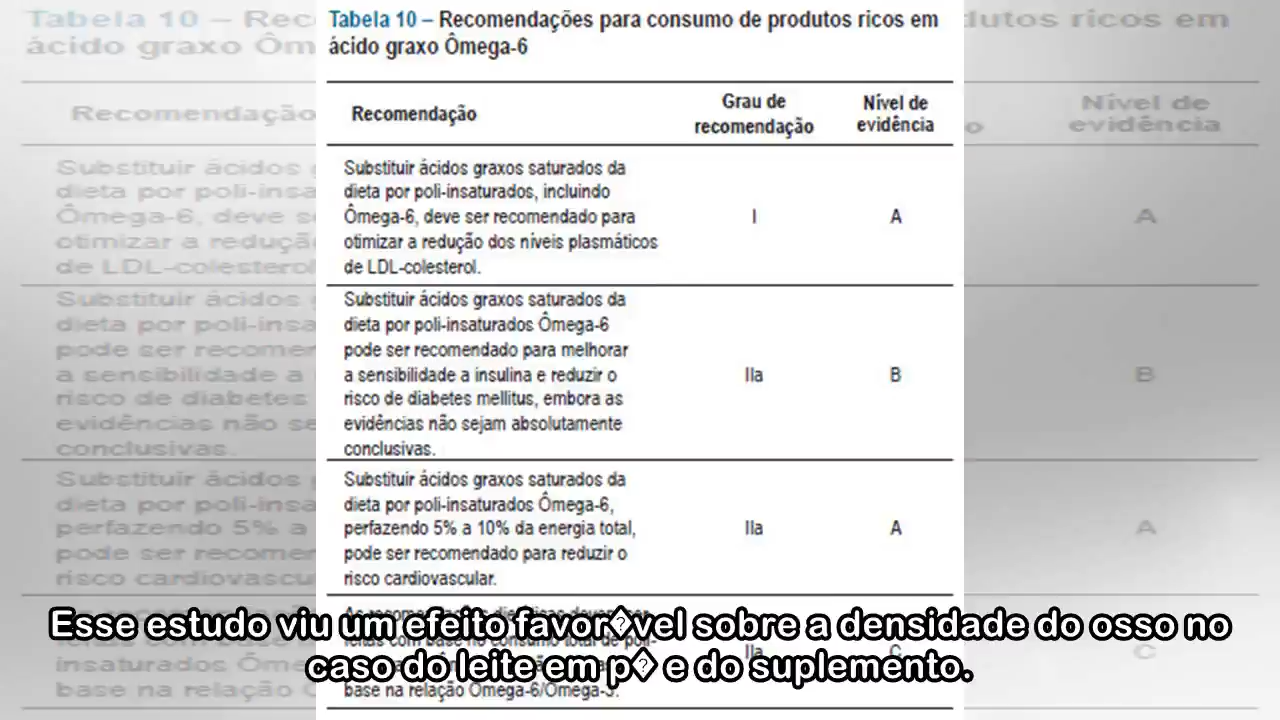 Tabela 10 – Recomendações para consumo de produtos ricos em
ácido graxo Ômega-6
Recomendação
Grau de
recomendação
Nível de
evidência
Substituir ácidos graxos saturados da
dieta por poli-insaturados, incluindo
Ômega-6, deve ser recomendado para
otimizar a redução dos níveis plasmáticos
de LDL-colesterol.
I
A
Substituir ácidos graxos saturados da
dieta por poli-insaturados Ômega-6
pode ser recomendado para melhorar
a sensibilidade a insulina e reduzir o
risco de diabetes mellitus, embora as
evidências não sejam absolutamente
conclusivas.
IIa
B
Substituir ácidos graxos saturados da
dieta por poli-insaturados Ômega-6,
perfazendo 5% a 10% da energia total,
pode ser recomendado para reduzir o
risco cardiovascular.
IIa
A
base na relação Ômega-6/Ômega-3.
IIa
C
Esse estudo viu um efeito favor�vel sobre a densidade do osso no
caso do leite em p� e do suplemento.